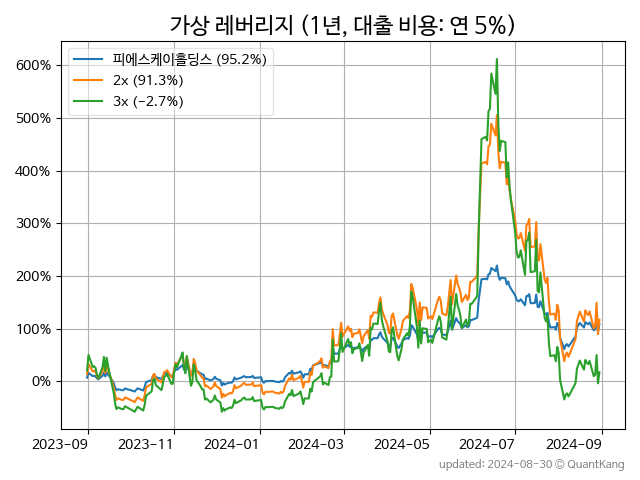 가상 레버리지 (1년, 대출 비용: 연 5%)
피에스케이홀딩스 (95.2%)
2x (91.3%)
3x (−2.7%)
600%
500%
400%
300%
200%
100%
0%
2023-09 2023-11 2024-01 2024-03 2024-05 2024-07 2024-09
updated: 2024-08-30 © QuantKang